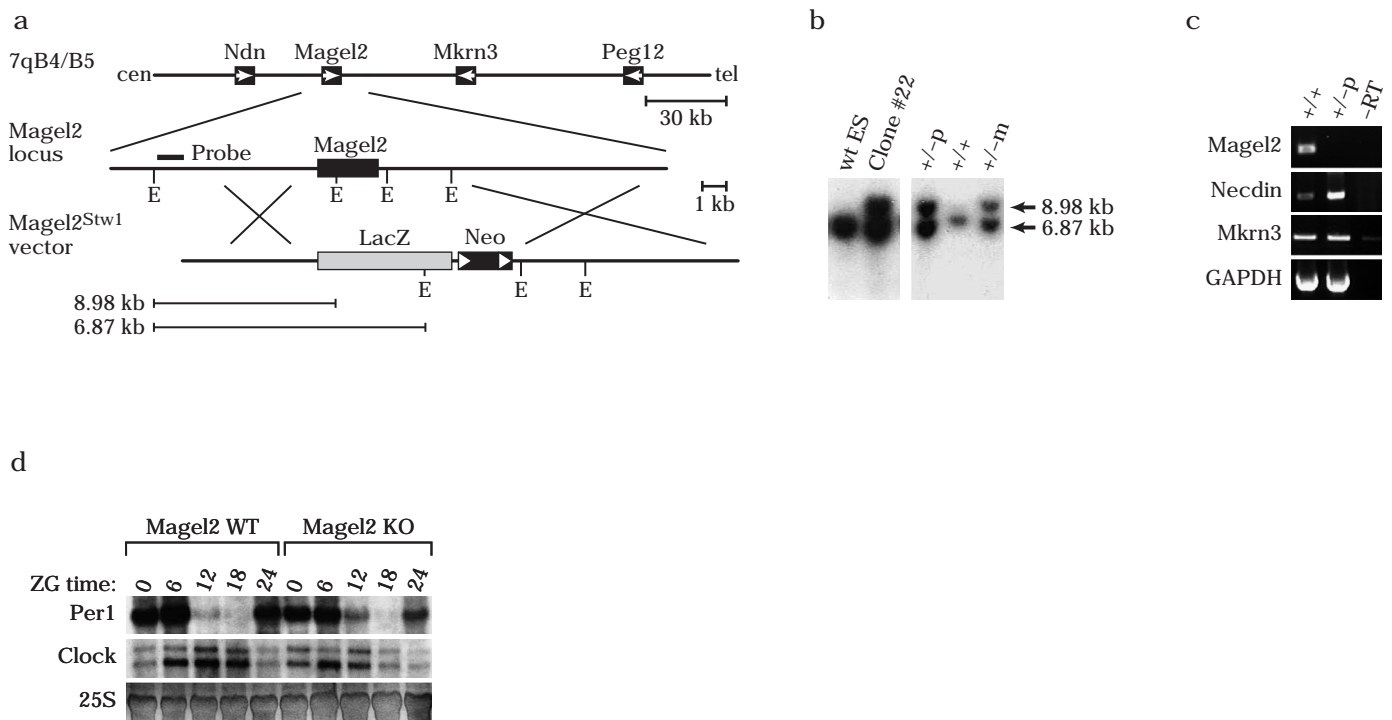 a
7qB4/B5
cen
Ndn
Magel2
Mkrn3
Peg12
tel
30 kb
Magel2
locus
Probe
Magel2
E
E
E
E
1 kb
Magel2Stw1
vector
LacZ
Neo
E
E
E
8.98 kb
6.87 kb
b
wt ES
Clone #22
+/–p
+/+
+/–m
8.98 kb
6.87 kb
c
+/+
+/–p
–RT
Magel2
Necdin
Mkrn3
GAPDH
d
Magel2 WT
Magel2 KO
ZG time:
0 6 12 18 24 0 6 12 18 24
Per1
Clock
25S